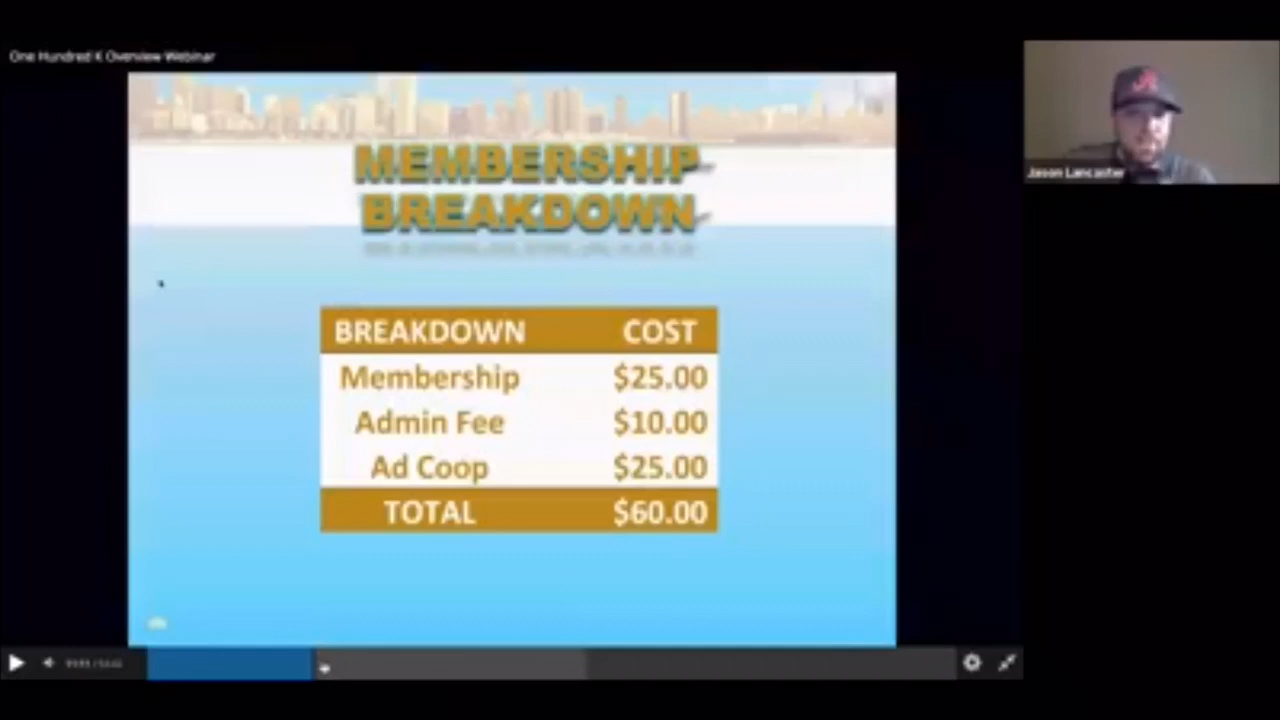 One Hundred K Overview Webinar
Jason Lancaster
MEMBERSHIP
BREAKDOWN
BREAKDOWN COST
Membership $25.00
Admin Fee $10.00
Ad Coop $25.00
TOTAL $60.00